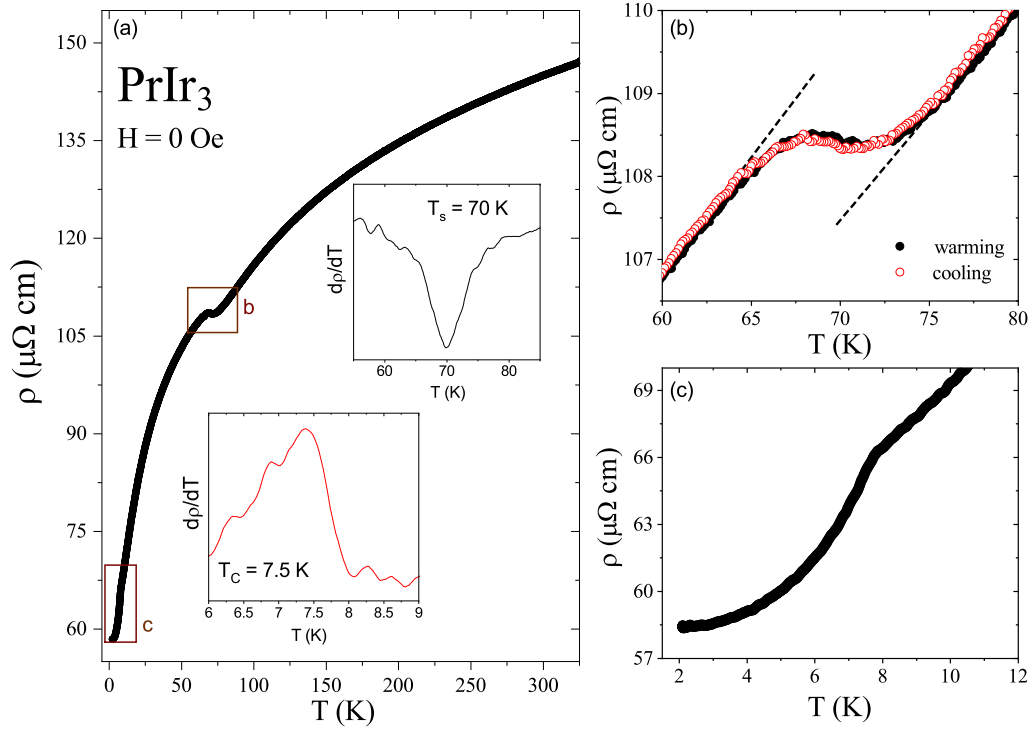 (a)
PrIr₃
H = 0 Oe
ρ (μΩ cm)
150
135
120
105
90
75
60
0 50 100 150 200 250 300
T (K)
b
c
Tₛ = 70 K
dρ/dT
60 70 80
T (K)
T_C = 7.5 K
dρ/dT
6 6.5 7 7.5 8 8.5 9
T (K)
(b)
ρ (μΩ cm)
110
109
108
107
warming
cooling
60 65 70 75 80
T (K)
(c)
ρ (μΩ cm)
69
66
63
60
57
2 4 6 8 10 12
T (K)